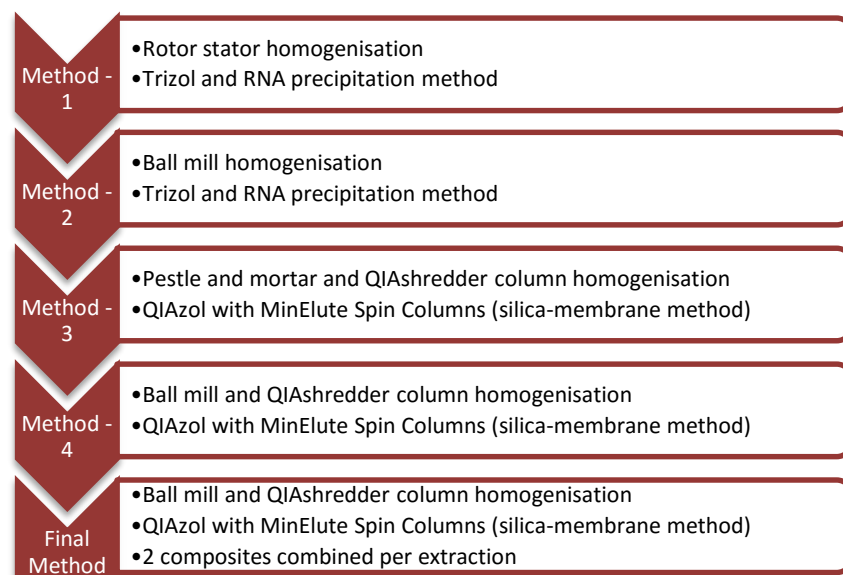 Method -
1
•Rotor stator homogenisation
•Trizol and RNA precipitation method
Method -
2
•Ball mill homogenisation
•Trizol and RNA precipitation method
Method -
3
•Pestle and mortar and QIAshredder column homogenisation
•QIAzol with MinElute Spin Columns (silica-membrane method)
Method -
4
•Ball mill and QIAshredder column homogenisation
•QIAzol with MinElute Spin Columns (silica-membrane method)
Final
Method
•Ball mill and QIAshredder column homogenisation
•QIAzol with MinElute Spin Columns (silica-membrane method)
•2 composites combined per extraction